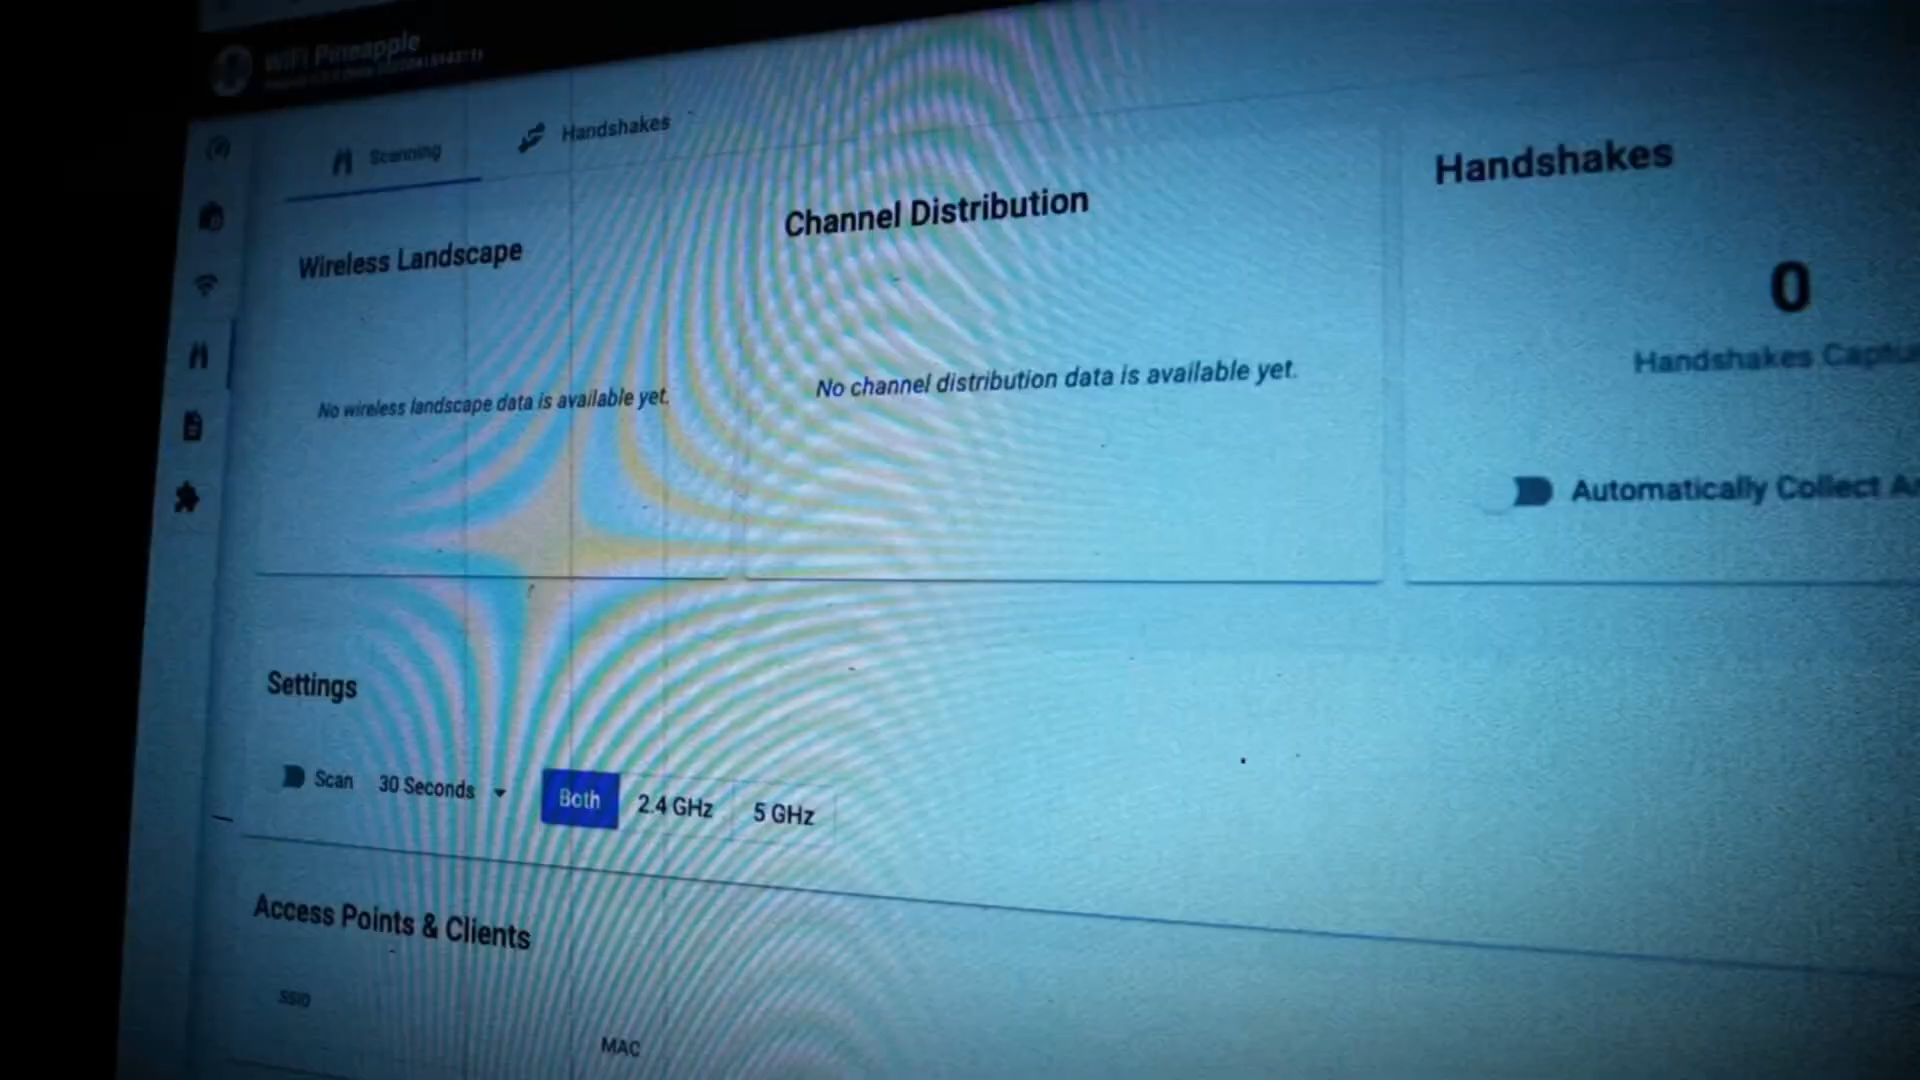 WiFi Pineapple
Scanning
Handshakes
Wireless Landscape
No wireless landscape data is available yet.
Channel Distribution
No channel distribution data is available yet.
Handshakes
0
Handshakes
Automatically Collect
Settings
Scan
30 Seconds
Both
2.4 GHz
5 GHz
Access Points & Clients
SSID
MAC